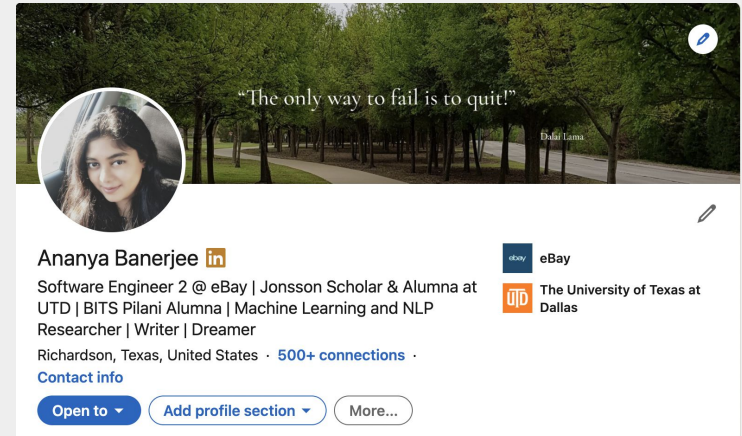 “The only way to fail is to quit!”
Dalai Lama
Ananya Banerjee in
Software Engineer 2 @ eBay | Jonsson Scholar & Alumna at
UTD | BITS Pilani Alumna | Machine Learning and NLP
Researcher | Writer | Dreamer
Richardson, Texas, United States · 500+ connections ·
Contact info
Open to
Add profile section
More...
ebay
eBay
UTD
The University of Texas at
Dallas